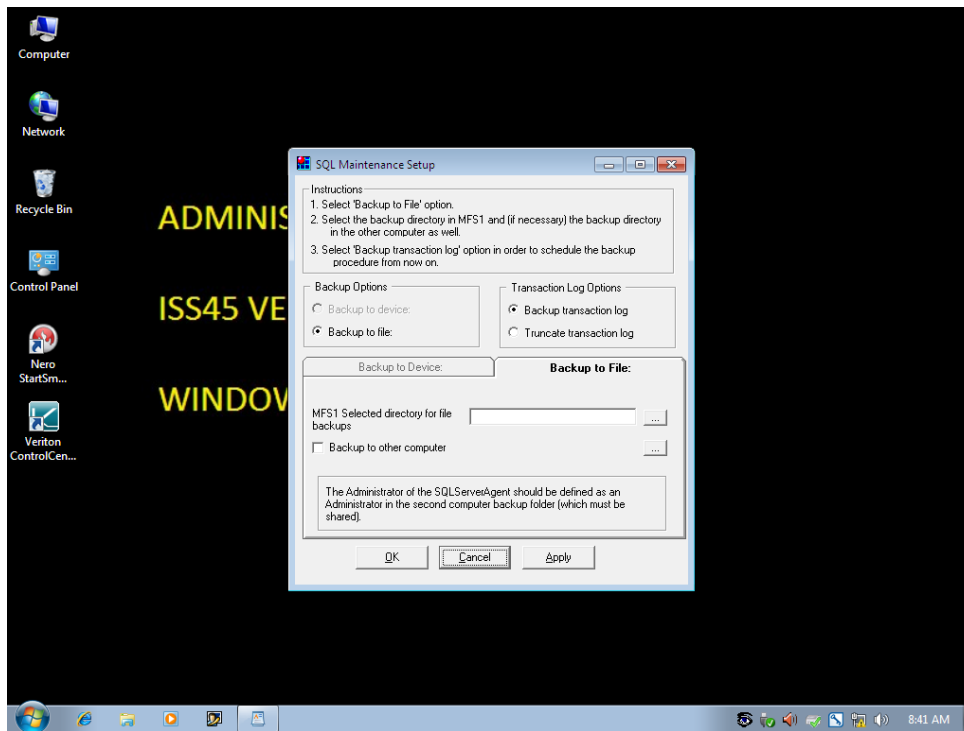 Computer
Network
Recycle Bin
Control Panel
Nero
StartSm...
Veriton
ControlCen...
ADMINIS
ISS45 VE
WINDOW
SQL Maintenance Setup
Instructions
1. Select 'Backup to File' option.
2. Select the backup directory in MFS1 and (if necessary) the backup directory
in the other computer as well.
3. Select 'Backup transaction log' option in order to schedule the backup
procedure from now on.
Backup Options
Backup to device:
Backup to file:
Transaction Log Options
Backup transaction log
Truncate transaction log
Backup to Device:
Backup to File:
MFS1 Selected directory for file
backups
...
Backup to other computer
...
The Administrator of the SQLServerAgent should be defined as an
Administrator in the second computer backup folder (which must be
shared).
OK
Cancel
Apply
8:41 AM